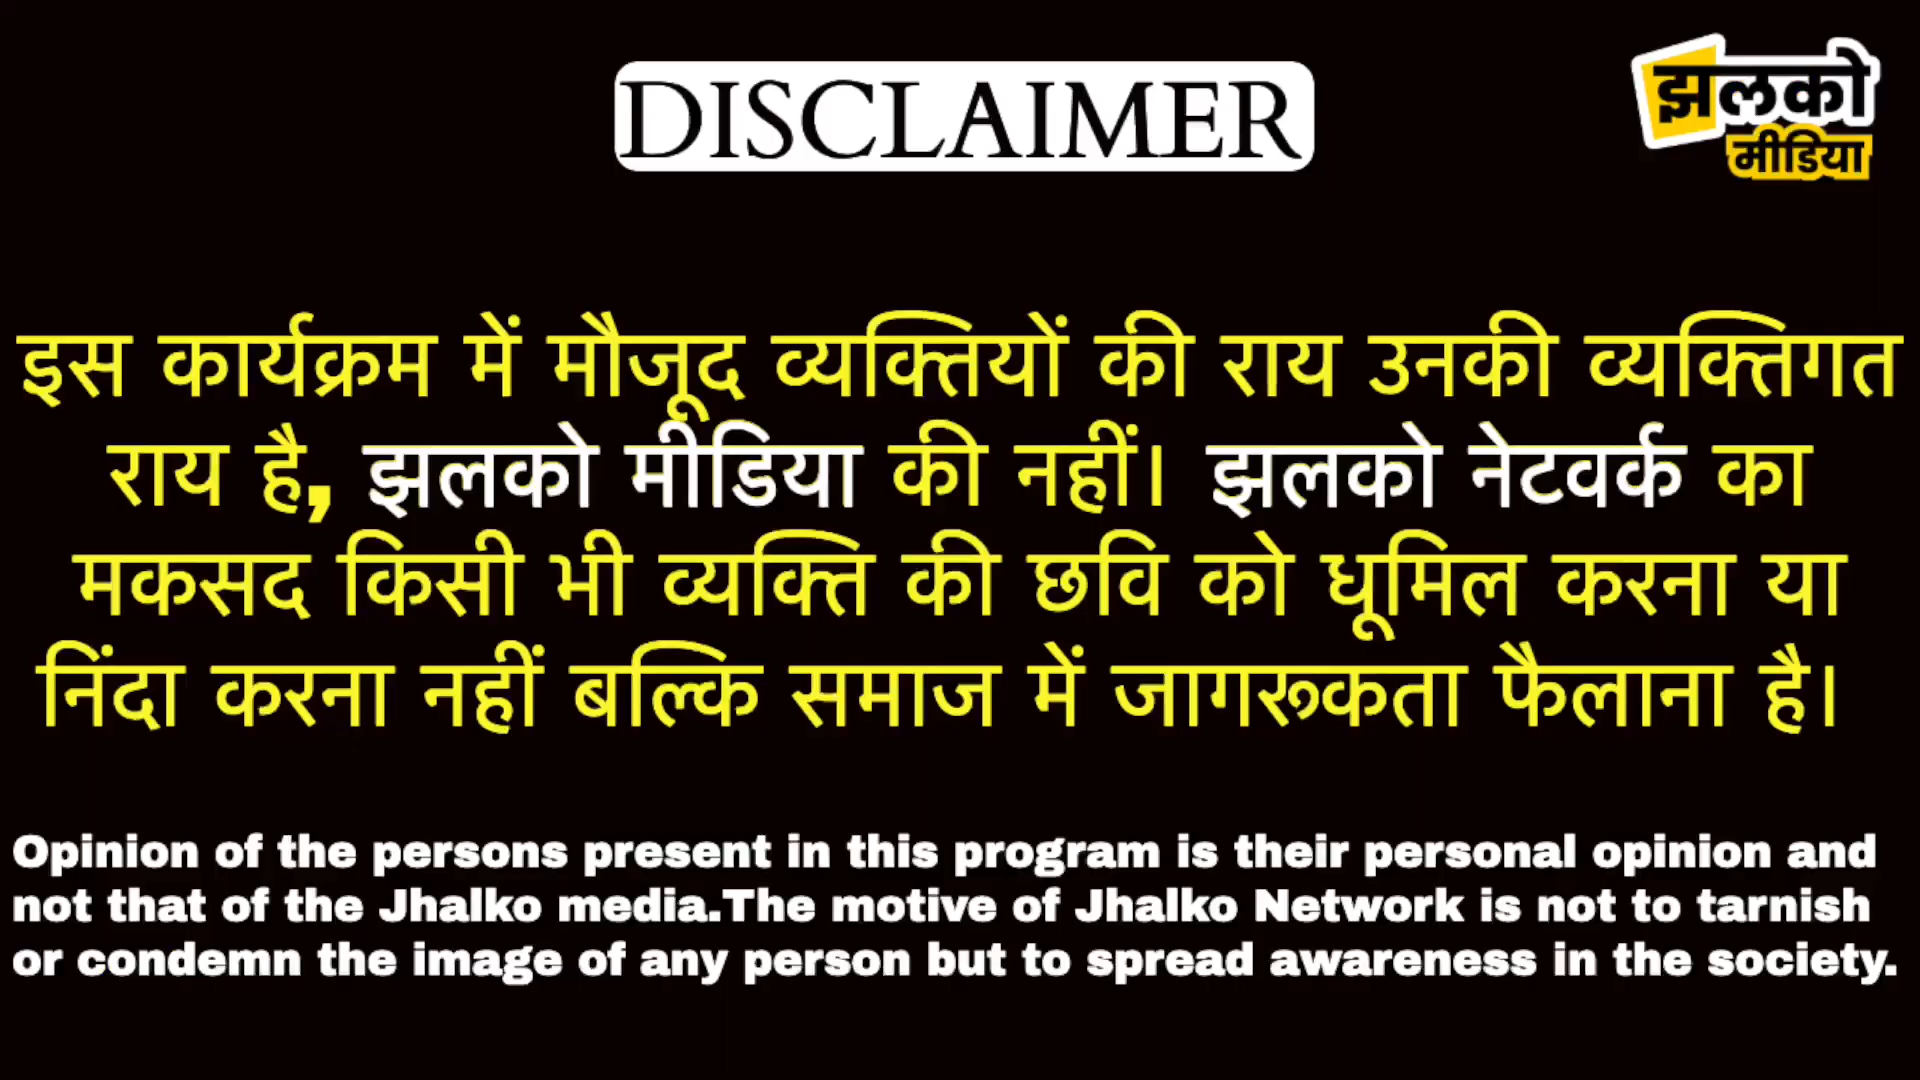 DISCLAIMER
झलको
मीडिया
इस कार्यक्रम में मौजूद व्यक्तियों की राय उनकी व्यक्तिगत
राय है, झलको मीडिया की नहीं। झलको नेटवर्क का
मकसद किसी भी व्यक्ति की छवि को धूमिल करना या
निंदा करना नहीं बल्कि समाज में जागरूकता फैलाना है।
Opinion of the persons present in this program is their personal opinion and
not that of the Jhalko media.The motive of Jhalko Network is not to tarnish
or condemn the image of any person but to spread awareness in the society.